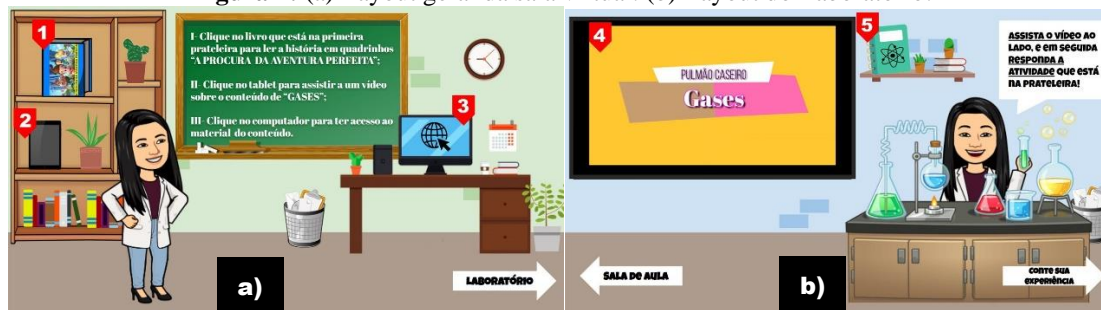 1
I- Clique no livro que está na primeira
prateleira para ler a história em quadrinhos
"A PROCURA DA AVENTURA PERFEITA";
II- Clique no tablet para assistir a um vídeo
sobre o conteúdo de "GASES";
III- Clique no computador para ter acesso ao
material do conteúdo.
2
3
LABORATÓRIO
a)
4
PULMÃO CASEIRO
Gases
5
ASSISTA O VÍDEO AO
LADO, E EM SEGUIDA
RESPONDA A
ATIVIDADE QUE ESTÁ
NA PRATELEIRA!
SALA DE AULA
b)
CONTE SUA
EXPERIÊNCIA